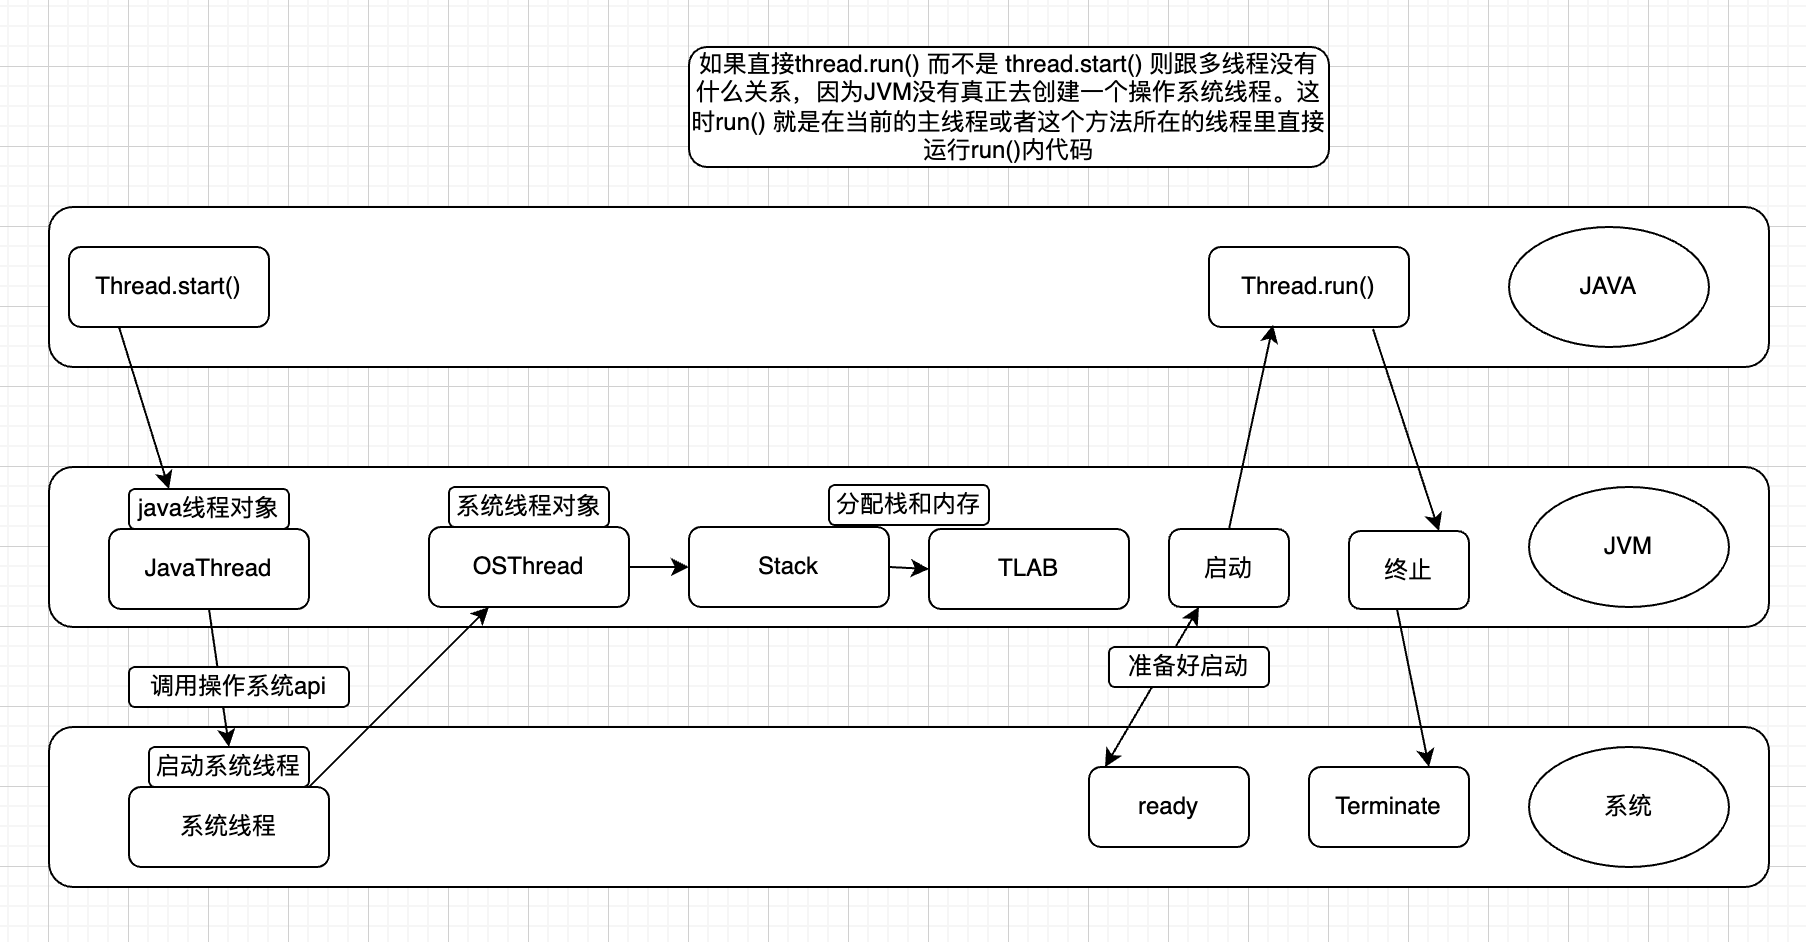 如果直接thread.run() 而不是 thread.start() 则跟多线程没有
什么关系，因为JVM没有真正去创建一个操作系统线程。这
时run() 就是在当前的主线程或者这个方法所在的线程里直接
运行run()内代码
Thread.start()
Thread.run()
JAVA
java线程对象
系统线程对象
分配栈和内存
JavaThread
OSThread
Stack
TLAB
启动
终止
JVM
调用操作系统api
准备好启动
启动系统线程
系统线程
ready
Terminate
系统